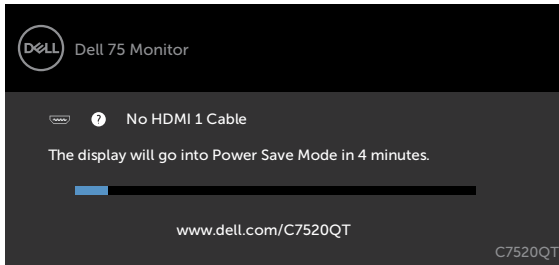 DELL Dell 75 Monitor
? No HDMI 1 Cable
The display will go into Power Save Mode in 4 minutes.
www.dell.com/C7520QT
C7520QT